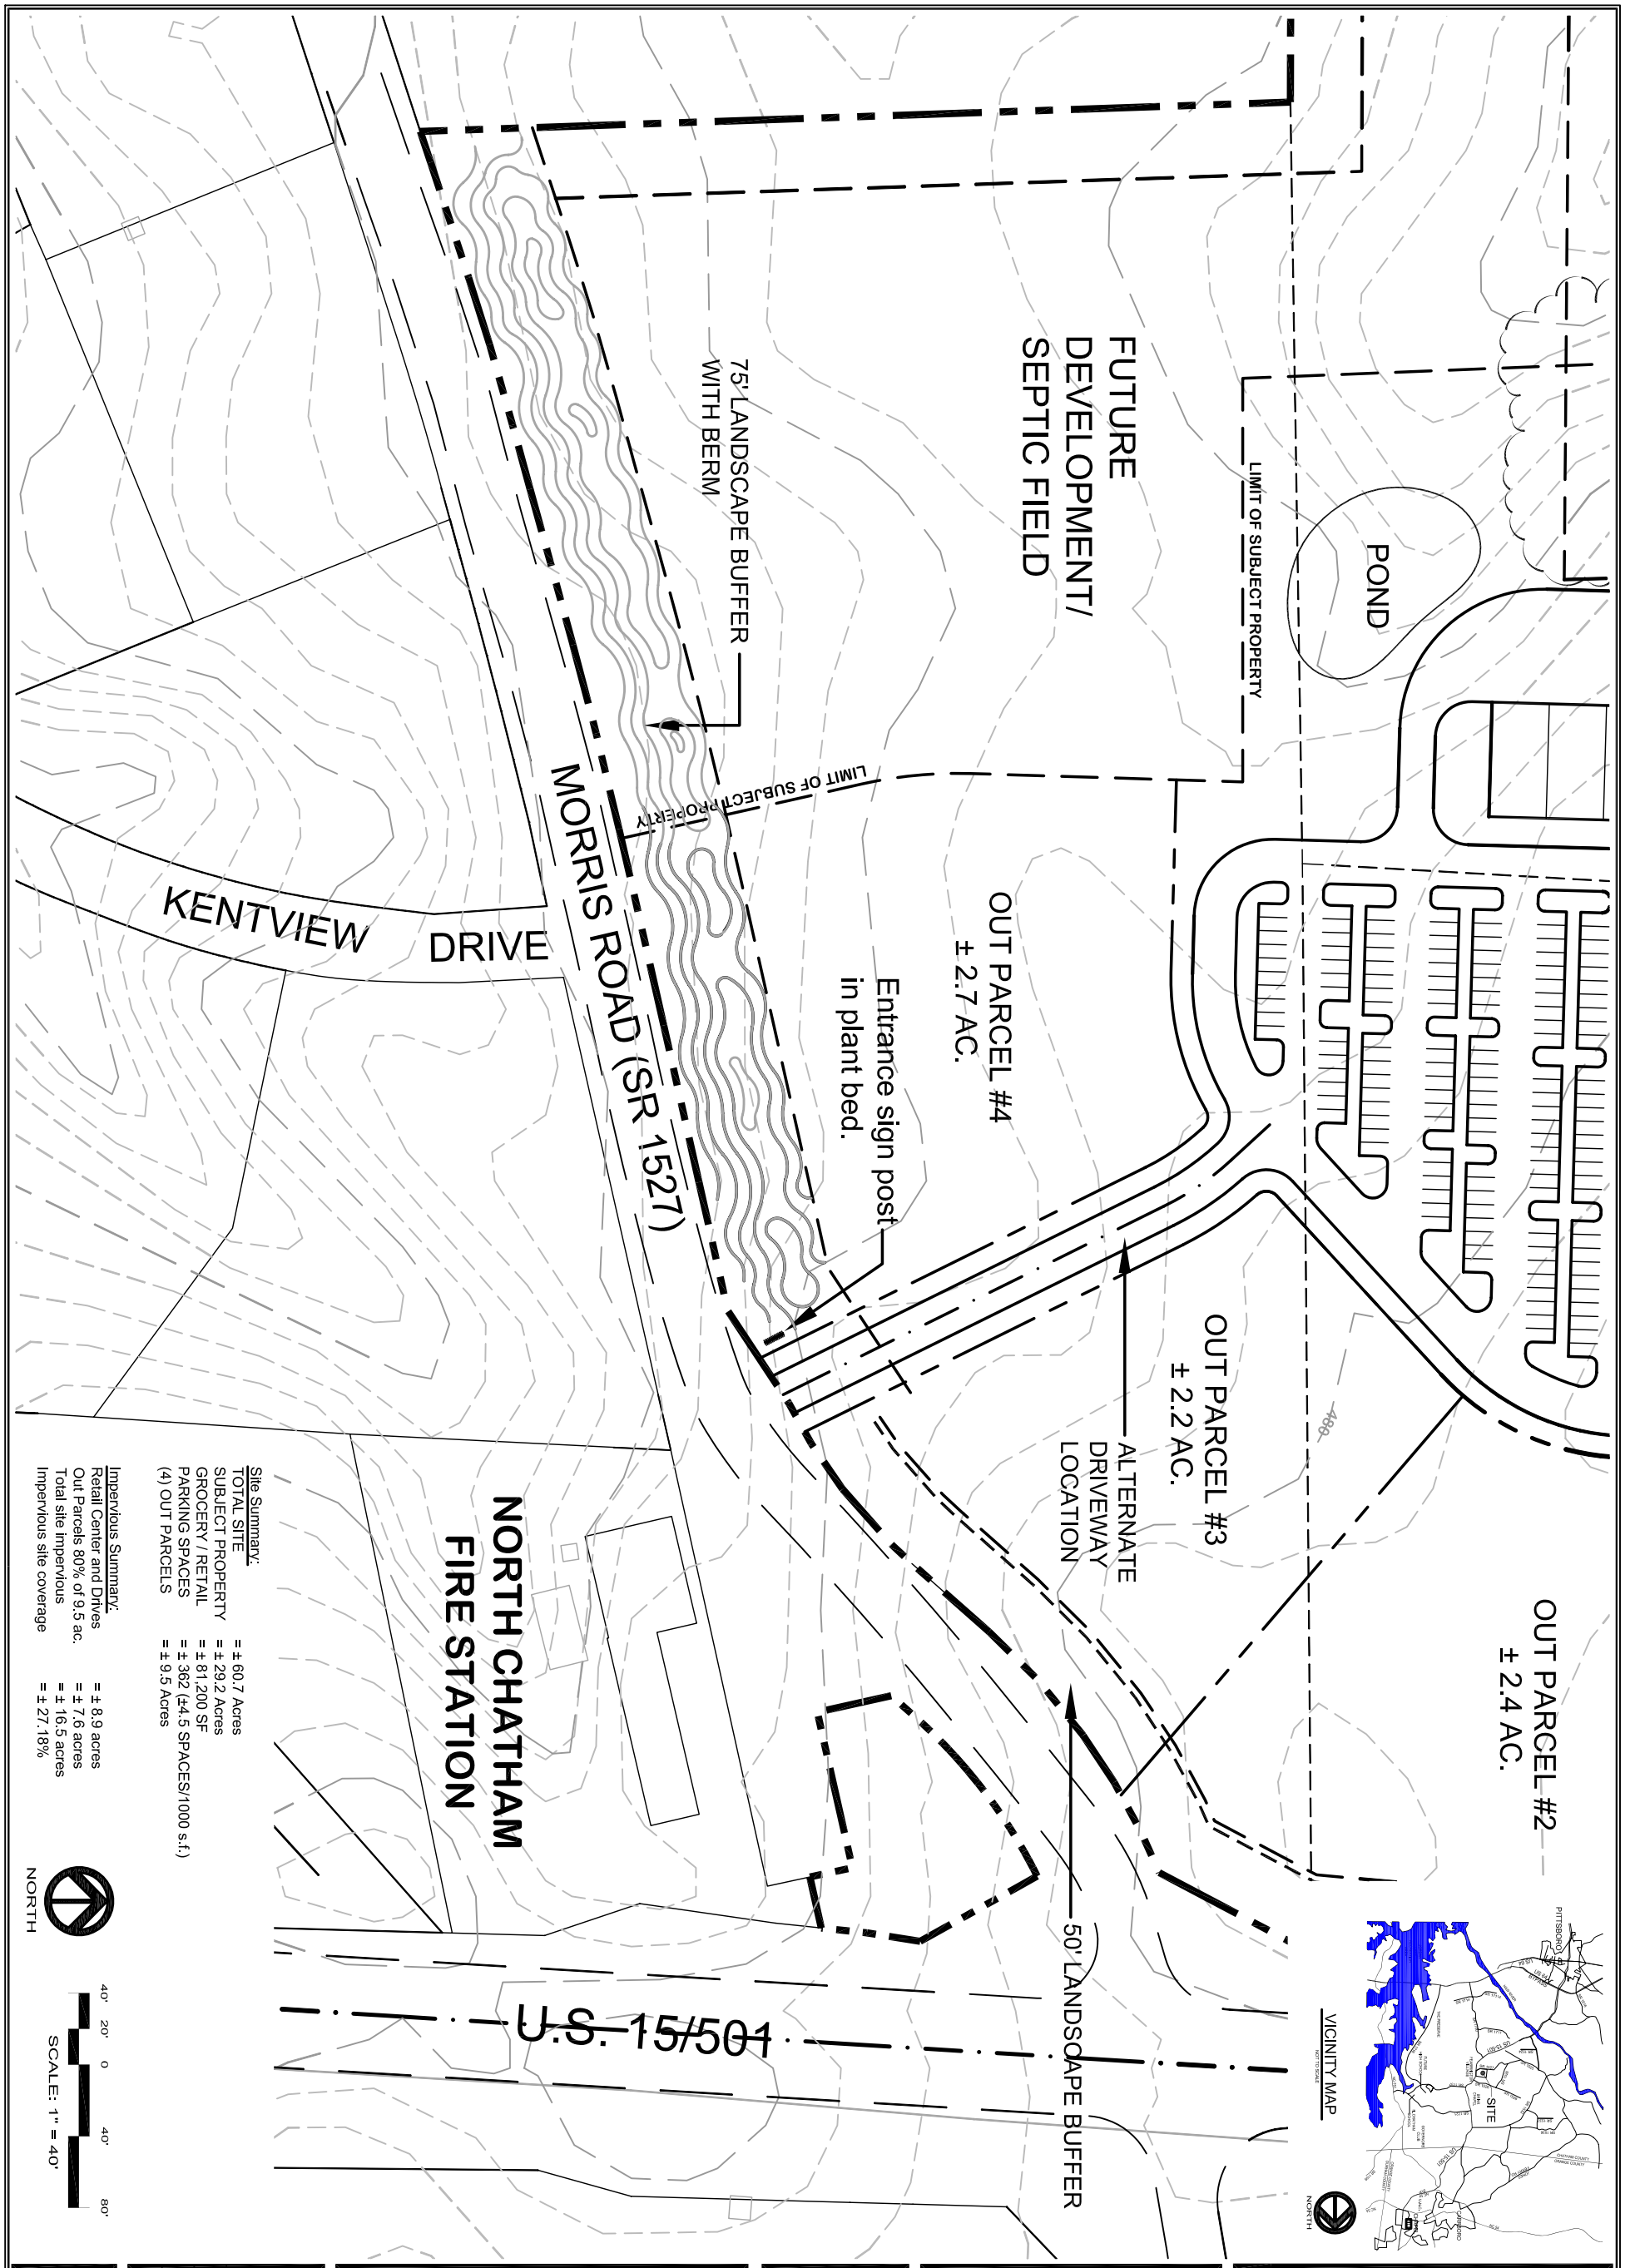 FUTURE
DEVELOPMENT/
SEPTIC FIELD
LIMIT OF SUBJECT PROPERTY
POND
75' LANDSCAPE BUFFER
WITH BERM
LIMIT OF SUBJECT PROPERTY
MORRIS ROAD (SR 1527)
KENTVIEW DRIVE
OUT PARCEL #4
± 2.7 AC.
Entrance sign post
in plant bed.
OUT PARCEL #3
± 2.2 AC.
ALTERNATE
DRIVEWAY
LOCATION
480
OUT PARCEL #2
± 2.4 AC.
50' LANDSCAPE BUFFER
NORTH CHATHAM
FIRE STATION
U.S. 15/501
Site Summary:
TOTAL SITE = ± 60.7 Acres
SUBJECT PROPERTY = ± 29.2 Acres
GROCERY / RETAIL = ± 81,200 SF
PARKING SPACES = ± 362 (±4.5 SPACES/1000 s.f.)
(4) OUT PARCELS = ± 9.5 Acres
Impervious Summary:
Retail Center and Drives = ± 8.9 acres
Out Parcels 80% of 9.5 ac. = ± 7.6 acres
Total site impervious = ± 16.5 acres
Impervious site coverage = ± 27.18%
NORTH
40' 20' 0 40' 80'
SCALE: 1" = 40'
VICINITY MAP
NOT TO SCALE
PITTSBORO
SITE
CARRBORO
NORTH